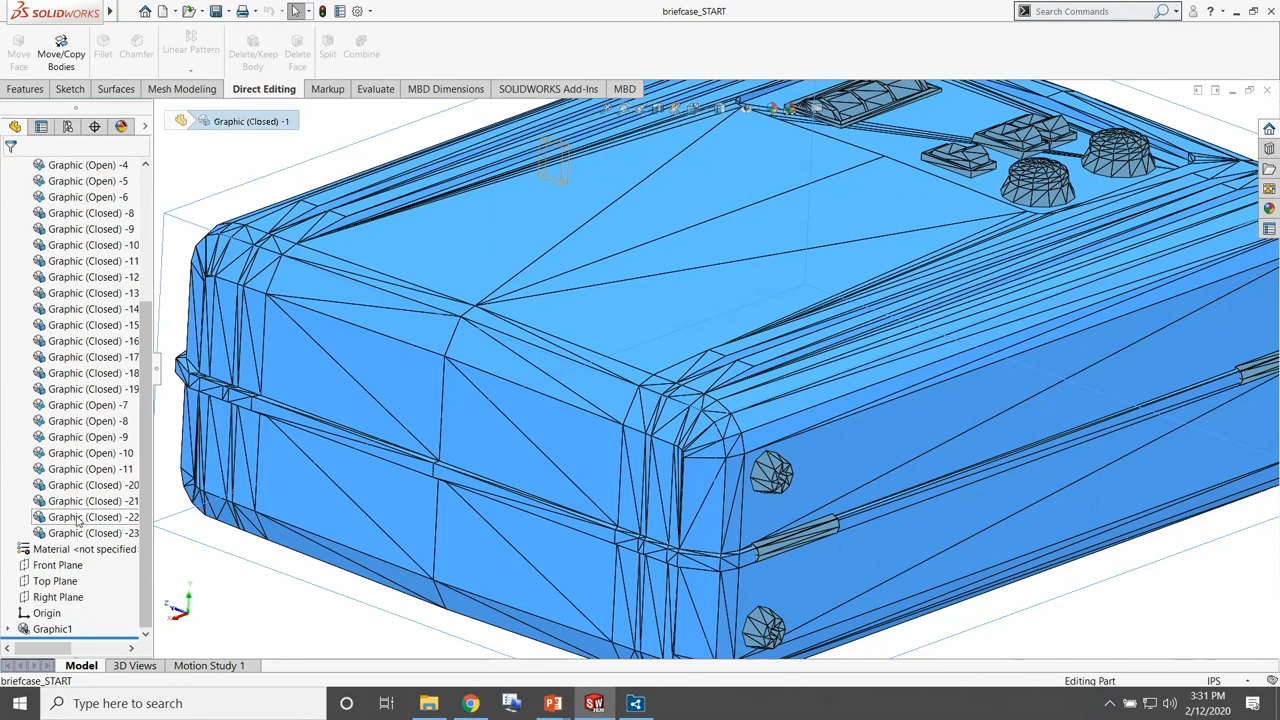 SOLIDWORKS
briefcase_START
Search Commands
?
Move Face
Move/Copy Bodies
Fillet
Chamfer
Linear Pattern
Delete/Keep Body
Delete Face
Split
Combine
Features
Sketch
Surfaces
Mesh Modeling
Direct Editing
Markup
Evaluate
MBD Dimensions
SOLIDWORKS Add-Ins
MBD
Graphic (Closed) -1
Graphic (Open) -4
Graphic (Open) -5
Graphic (Open) -6
Graphic (Closed) -8
Graphic (Closed) -9
Graphic (Closed) -10
Graphic (Closed) -11
Graphic (Closed) -12
Graphic (Closed) -13
Graphic (Closed) -14
Graphic (Closed) -15
Graphic (Closed) -16
Graphic (Closed) -17
Graphic (Closed) -18
Graphic (Closed) -19
Graphic (Open) -7
Graphic (Open) -8
Graphic (Open) -9
Graphic (Open) -10
Graphic (Open) -11
Graphic (Closed) -20
Graphic (Closed) -21
Graphic (Closed) -22
Graphic (Closed) -23
Material <not specified
Front Plane
Top Plane
Right Plane
Origin
Graphic1
Y
Z
X
Model
3D Views
Motion Study 1
briefcase_START
Editing Part
IPS
Type here to search
3:31 PM
2/12/2020